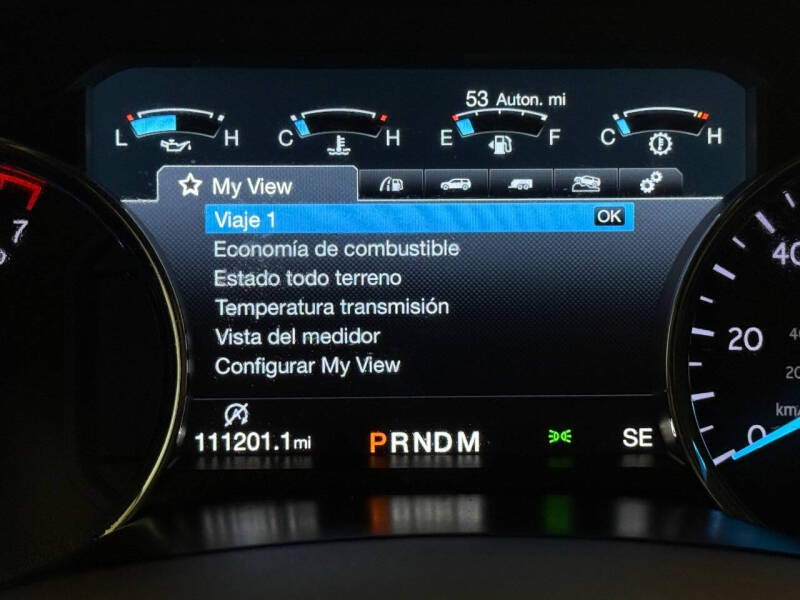 53 Auton. mi
L H C H E F C H
My View
Viaje 1 OK
Economía de combustible
Estado todo terreno
Temperatura transmisión
Vista del medidor
Configurar My View
111201.1mi PRNDM SE
7
40
20
0
km/